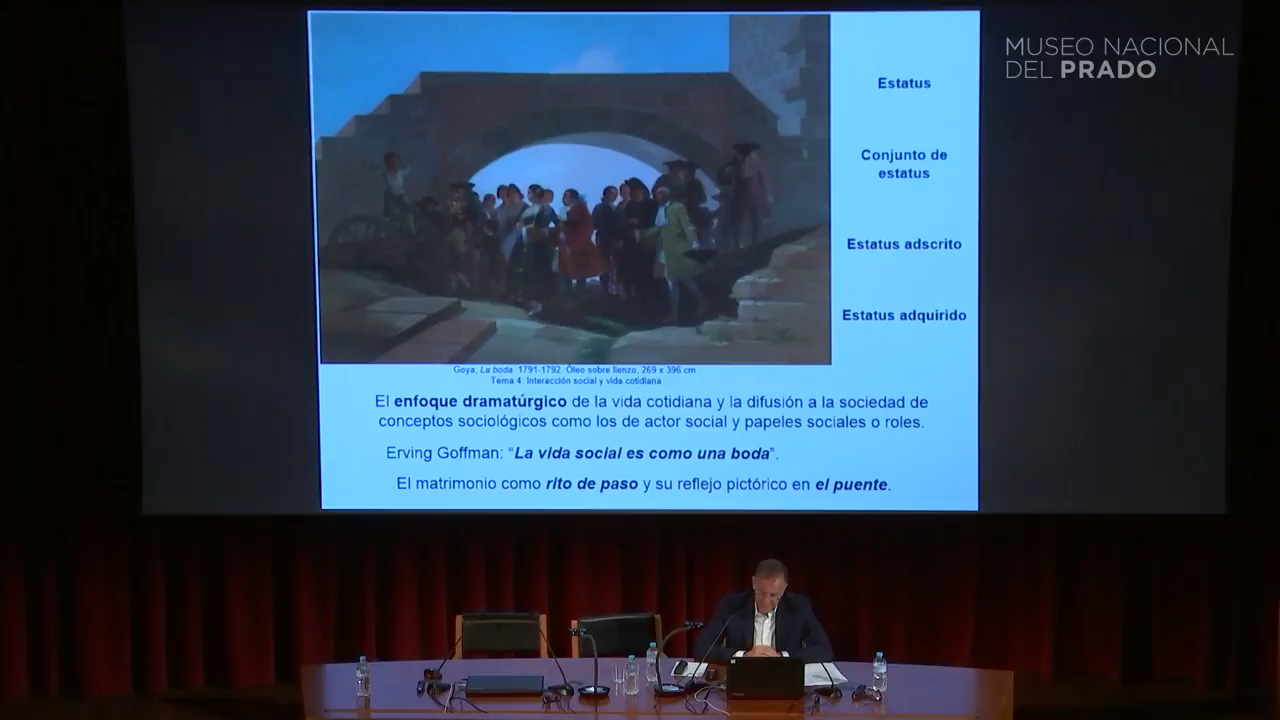 MUSEO NACIONAL
DEL PRADO
Estatus
Conjunto de
estatus
Estatus adscrito
Estatus adquirido
Goya, La boda. 1791-1792. Óleo sobre lienzo, 269 x 396 cm
Tema 4: Interacción social y vida cotidiana
El enfoque dramatúrgico de la vida cotidiana y la difusión a la sociedad de
conceptos sociológicos como los de actor social y papeles sociales o roles.
Erving Goffman: “La vida social es como una boda”.
El matrimonio como rito de paso y su reflejo pictórico en el puente.